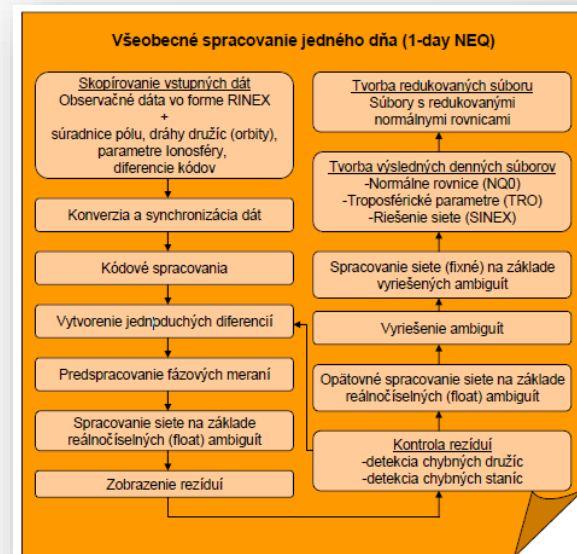 Všeobecné spracovanie jedného dňa (1-day NEQ)
Skopírovanie vstupných dát
Observačné dáta vo forme RINEX
+
súradnice pólu, dráhy družíc (orbity),
parametre Ionosféry,
diferencie kódov
Konverzia a synchronizácia dát
Kódové spracovania
Vytvorenie jednoduchých diferencií
Predspracovanie fázových meraní
Spracovanie siete na základe
reálnočíselných (float) ambiguít
Zobrazenie rezíduí
Kontrola rezíduí
-detekcia chybných družíc
-detekcia chybných staníc
Opätovné spracovanie siete na základe
reálnočíselných (float) ambiguít
Vyriešenie ambiguít
Spracovanie siete (fixné) na základe
vyriešených ambiguít
Tvorba výsledných denných súborov
-Normálne rovnice (NQ0)
-Troposférické parametre (TRO)
-Riešenie siete (SINEX)
Tvorba redukovaných súboru
Súbory s redukovanými
normálnymi rovnicami